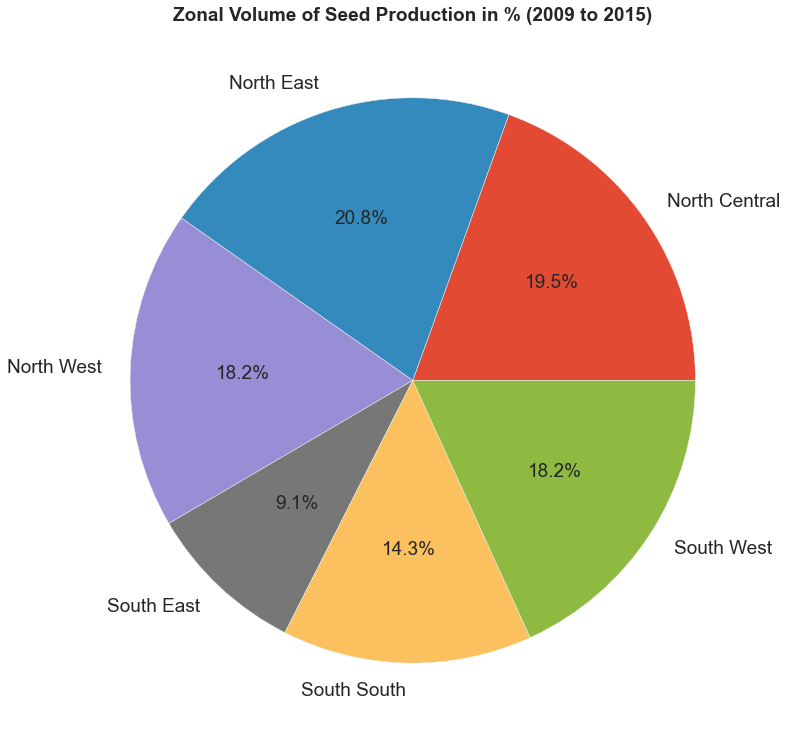 Zonal Volume of Seed Production in % (2009 to 2015)
North East
North Central
20.8%
19.5%
North West
18.2%
18.2%
9.1%
14.3%
South West
South East
South South